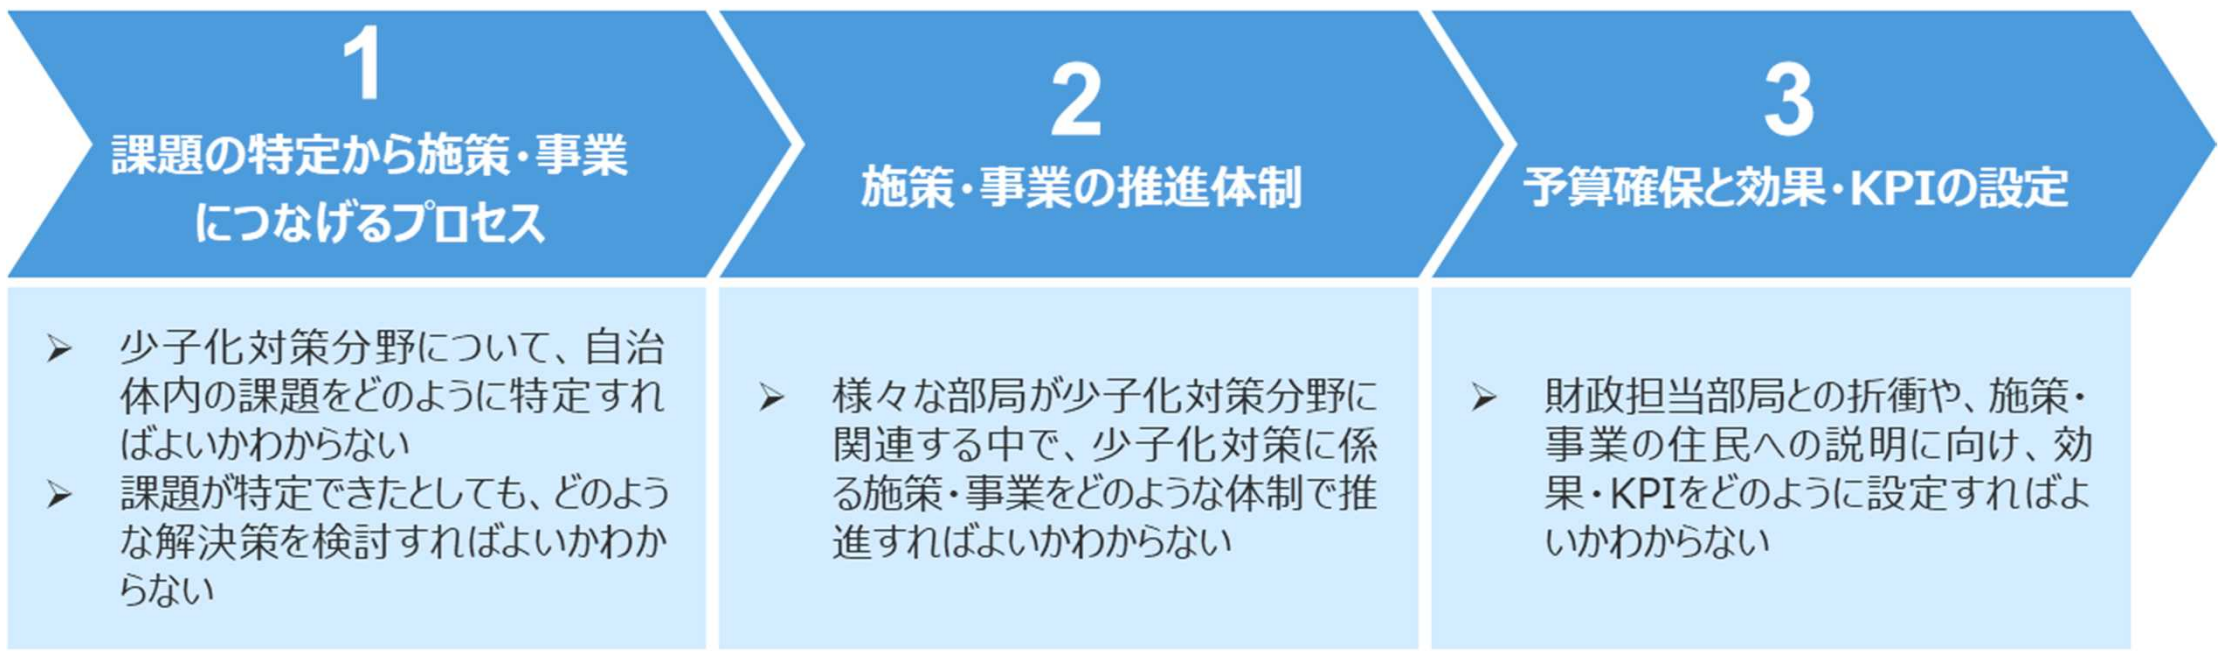 1
課題の特定から施策・事業
につなげるプロセス
➢ 少子化対策分野について、自治
体内の課題をどのように特定すれ
ばよいかわからない
➢ 課題が特定できたとしても、どのよう
な解決策を検討すればよいかわか
らない
2
施策・事業の推進体制
➢ 様々な部局が少子化対策分野に
関連する中で、少子化対策に係
る施策・事業をどのような体制で推
進すればよいかわからない
3
予算確保と効果・KPIの設定
➢ 財政担当部局との折衝や、施策・
事業の住民への説明に向け、効
果・KPIをどのように設定すればよ
いかわからない